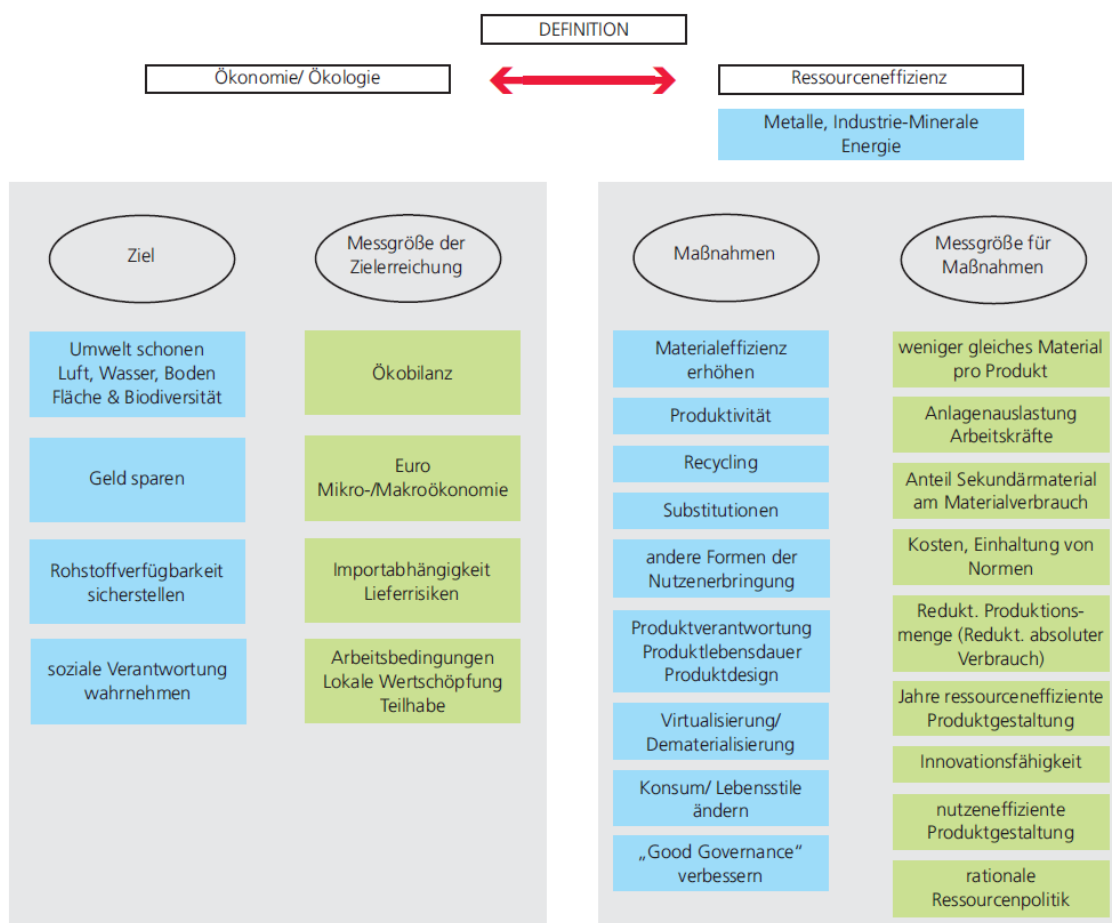 DEFINITION
Ökonomie/ Ökologie
Ressourceneffizienz
Metalle, Industrie-Minerale
Energie
Ziel
Messgröße der
Zielerreichung
Umwelt schonen
Luft, Wasser, Boden
Fläche & Biodiversität
Ökobilanz
Geld sparen
Euro
Mikro-/Makroökonomie
Rohstoffverfügbarkeit
sicherstellen
Importabhängigkeit
Lieferrisiken
soziale Verantwortung
wahrnehmen
Arbeitsbedingungen
Lokale Wertschöpfung
Teilhabe
Maßnahmen
Messgröße für
Maßnahmen
Materialeffizienz
erhöhen
weniger gleiches Material
pro Produkt
Produktivität
Anlagenauslastung
Arbeitskräfte
Recycling
Anteil Sekundärmaterial
am Materialverbrauch
Substitutionen
Kosten, Einhaltung von
Normen
andere Formen der
Nutzenerbringung
Redukt. Produktions-
menge (Redukt. absoluter
Verbrauch)
Produktverantwortung
Produktlebensdauer
Produktdesign
Jahre ressourceneffiziente
Produktgestaltung
Virtualisierung/
Dematerialisierung
Innovationsfähigkeit
Konsum/ Lebensstile
ändern
nutzeneffiziente
Produktgestaltung
„Good Governance“
verbessern
rationale
Ressourcenpolitik